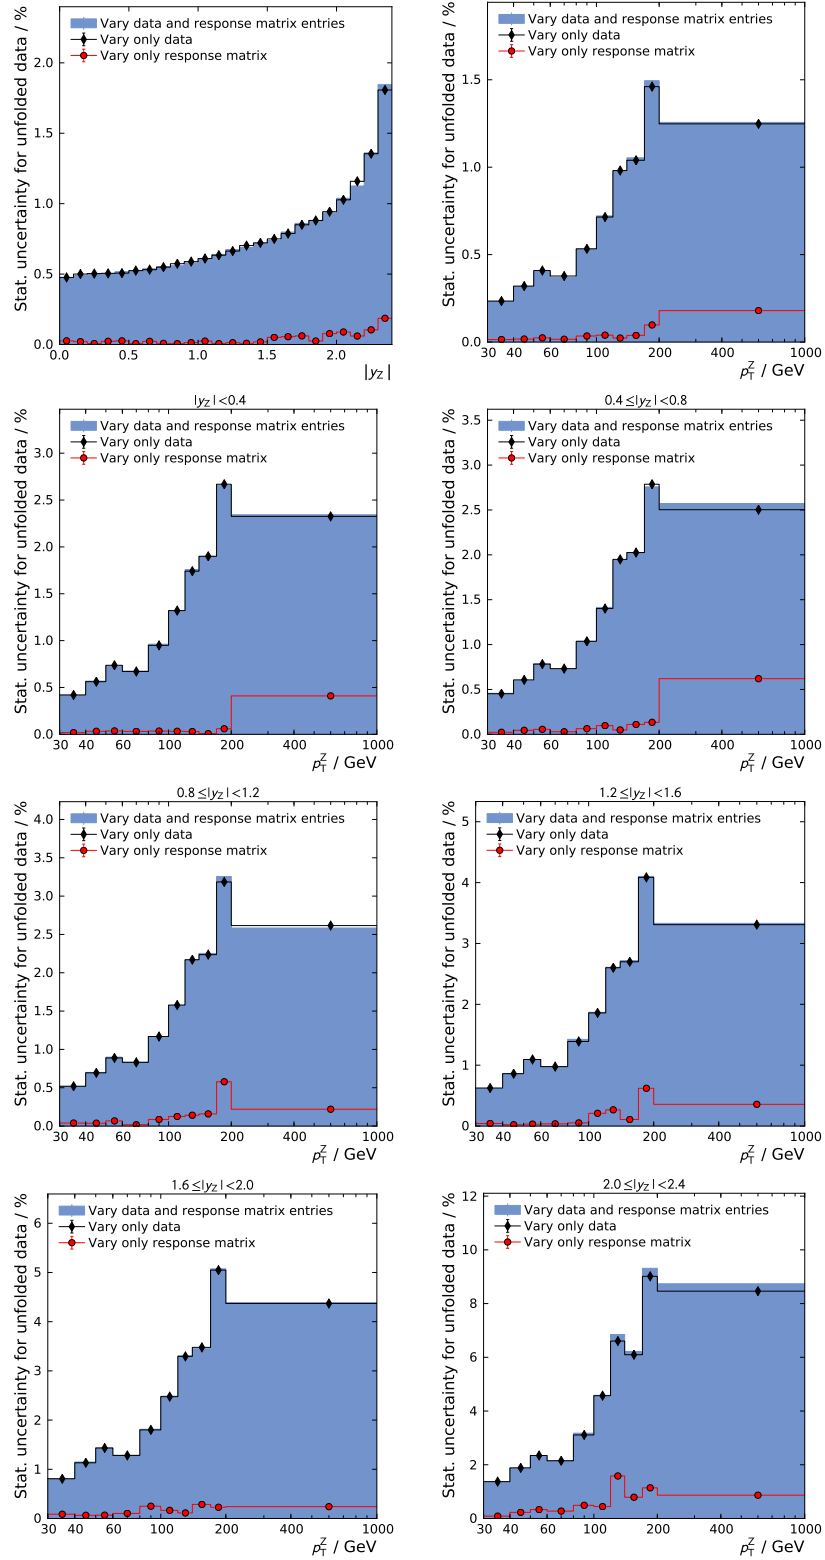 Stat. uncertainty for unfolded data / %
Vary data and response matrix entries
Vary only data
Vary only response matrix
2.0
1.5
1.0
0.5
0.0
0.0 0.5 1.0 1.5 2.0
|y_Z|
Stat. uncertainty for unfolded data / %
Vary data and response matrix entries
Vary only data
Vary only response matrix
1.5
1.0
0.5
0.0
30 40 60 100 200 400 1000
p_T^Z / GeV
|y_Z|<0.4
Stat. uncertainty for unfolded data / %
Vary data and response matrix entries
Vary only data
Vary only response matrix
3.0
2.5
2.0
1.5
1.0
0.5
0.0
30 40 60 100 200 400 1000
p_T^Z / GeV
0.4≤|y_Z|<0.8
Stat. uncertainty for unfolded data / %
Vary data and response matrix entries
Vary only data
Vary only response matrix
3.5
3.0
2.5
2.0
1.5
1.0
0.5
0.0
30 40 60 100 200 400 1000
p_T^Z / GeV
0.8≤|y_Z|<1.2
Stat. uncertainty for unfolded data / %
Vary data and response matrix entries
Vary only data
Vary only response matrix
4.0
3.5
3.0
2.5
2.0
1.5
1.0
0.5
0.0
30 40 60 100 200 400 1000
p_T^Z / GeV
1.2≤|y_Z|<1.6
Stat. uncertainty for unfolded data / %
Vary data and response matrix entries
Vary only data
Vary only response matrix
5
4
3
2
1
0
30 40 60 100 200 400 1000
p_T^Z / GeV
1.6≤|y_Z|<2.0
Stat. uncertainty for unfolded data / %
Vary data and response matrix entries
Vary only data
Vary only response matrix
6
5
4
3
2
1
0
30 40 60 100 200 400 1000
p_T^Z / GeV
2.0≤|y_Z|<2.4
Stat. uncertainty for unfolded data / %
Vary data and response matrix entries
Vary only data
Vary only response matrix
12
10
8
6
4
2
0
30 40 60 100 200 400 1000
p_T^Z / GeV